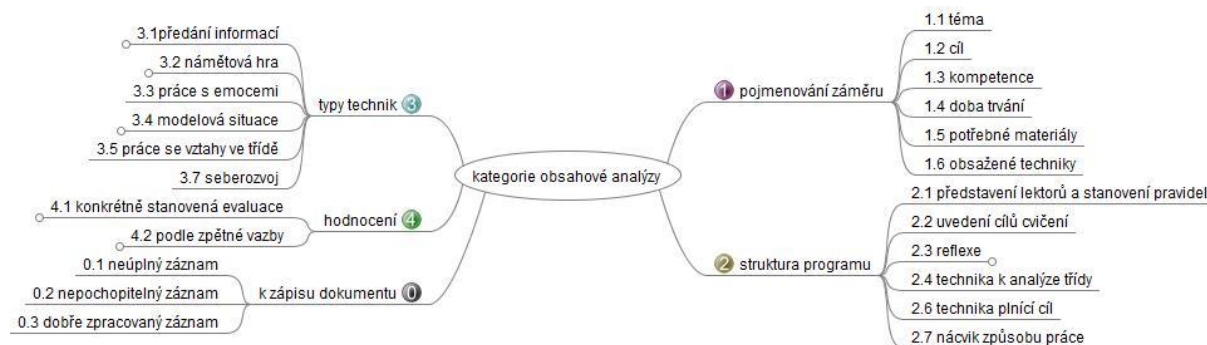 kategorie obsahové analýzy
1 pojmenování záměru
1.1 téma
1.2 cíl
1.3 kompetence
1.4 doba trvání
1.5 potřebné materiály
1.6 obsažené techniky
2 struktura programu
2.1 představení lektorů a stanovení pravidel
2.2 uvedení cílů cvičení
2.3 reflexe
2.4 technika k analýze třídy
2.6 technika plnící cíl
2.7 nácvik způsobu práce
typy technik 3
3.1předání informací
3.2 námětová hra
3.3 práce s emocemi
3.4 modelová situace
3.5 práce se vztahy ve třídě
3.7 seberozvoj
hodnocení 4
4.1 konkrétně stanovená evaluace
4.2 podle zpětné vazby
k zápisu dokumentu 0
0.1 neúplný záznam
0.2 nepochopitelný záznam
0.3 dobře zpracovaný záznam